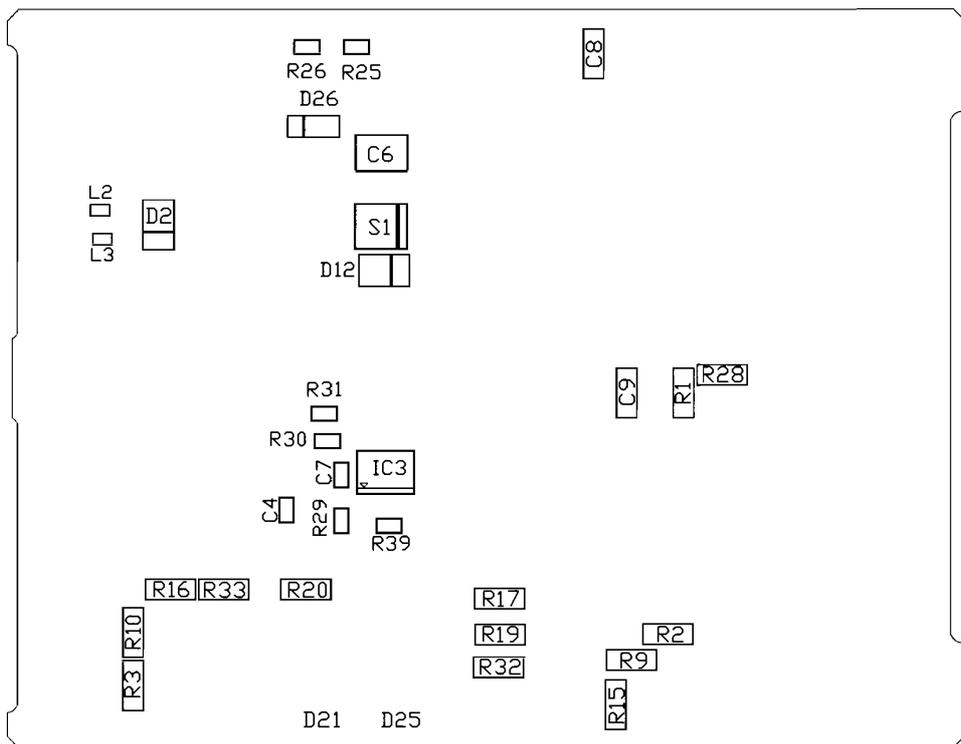 C8
R26 R25
D26
C6
L2
D2
S1
L3
D12
R28
R31
C9
R1
R30
IC3
C7
C4
R29
R39
R16 R33 R20
R17
R10
R19
R2
R9
R32
R3
R15
D21 D25